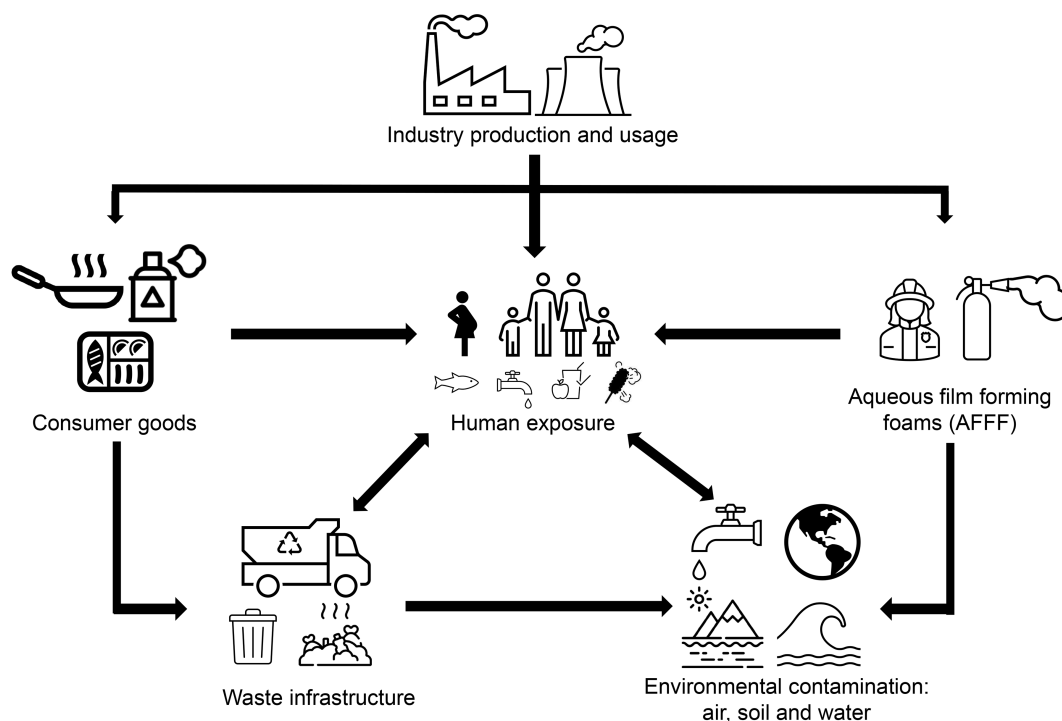 Industry production and usage
Consumer goods
Human exposure
Aqueous film forming
foams (AFFF)
Waste infrastructure
Environmental contamination:
air, soil and water